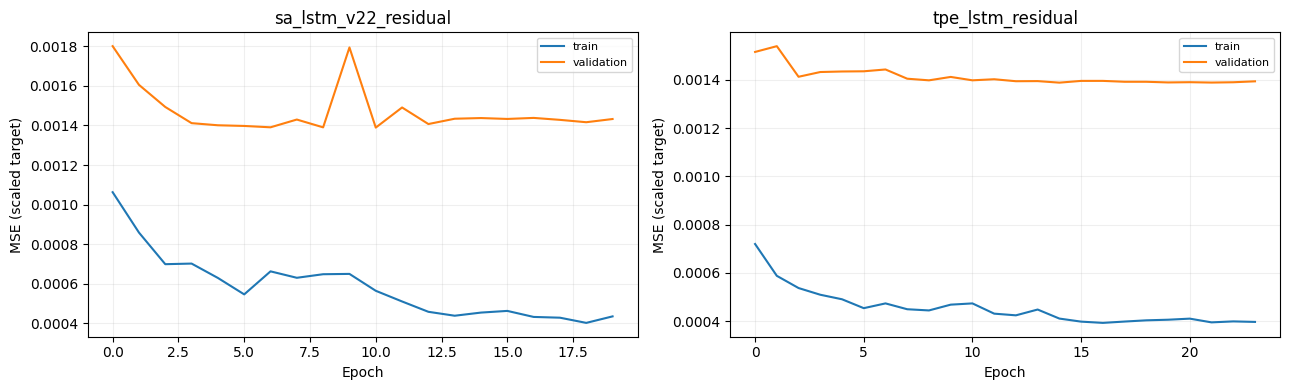 sa_lstm_v22_residual
train
validation
0.0018
0.0016
0.0014
0.0012
0.0010
0.0008
0.0006
0.0004
MSE (scaled target)
0.0
2.5
5.0
7.5
10.0
12.5
15.0
17.5
Epoch
tpe_lstm_residual
train
validation
0.0014
0.0012
0.0010
0.0008
0.0006
0.0004
MSE (scaled target)
0
5
10
15
20
Epoch